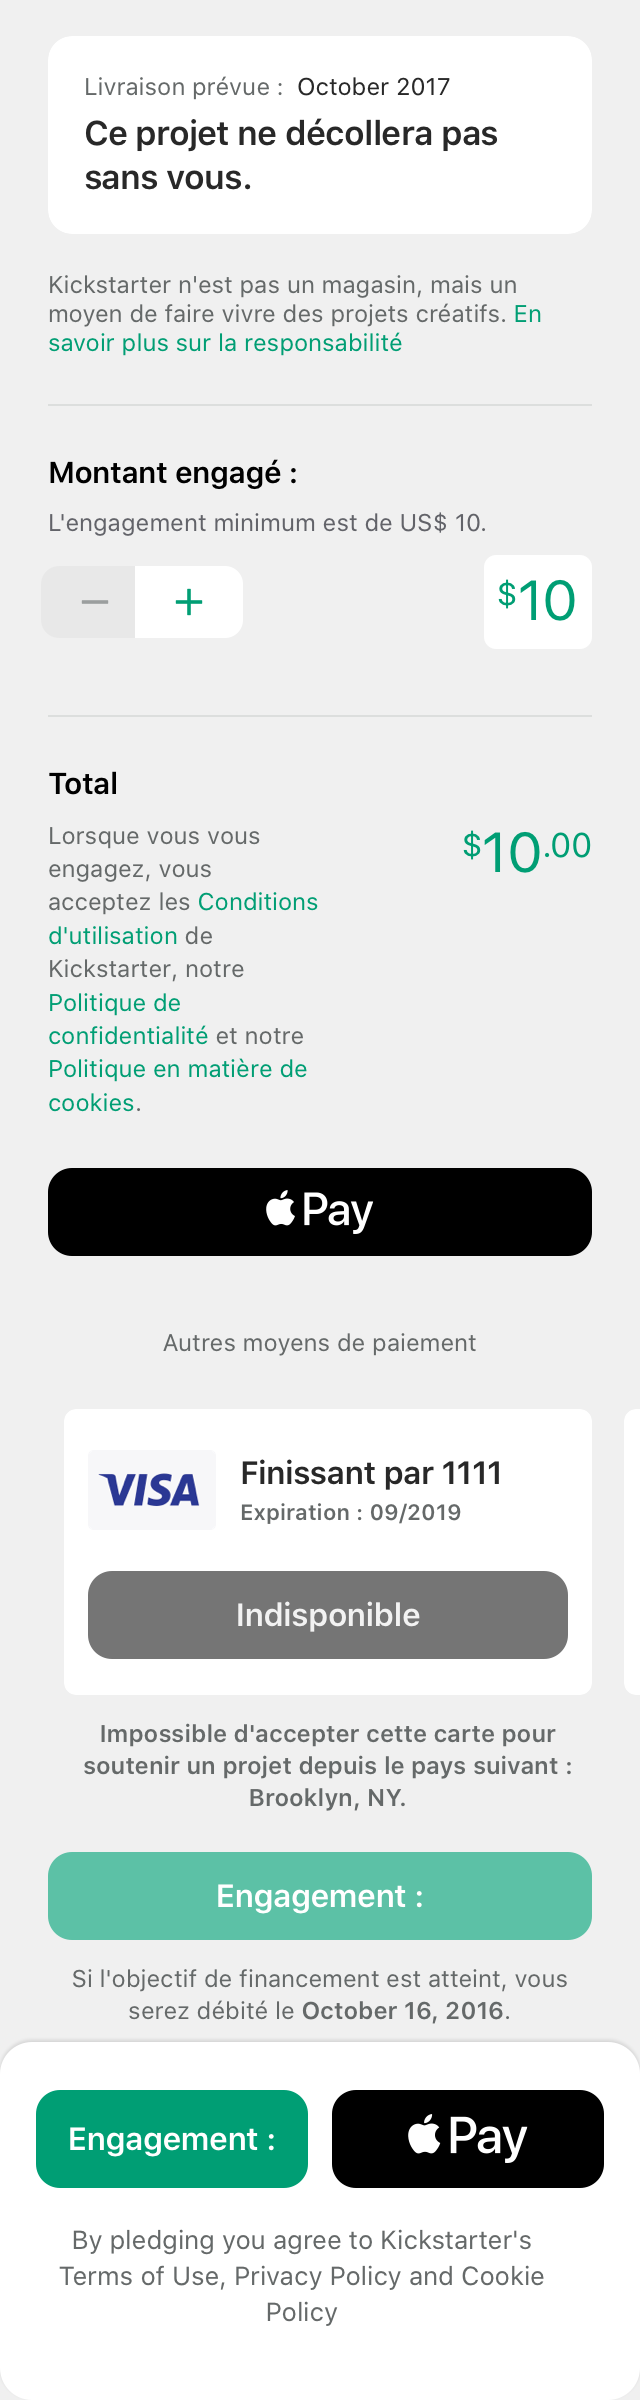 Livraison prévue : October 2017
Ce projet ne décollera pas
sans vous.
Kickstarter n'est pas un magasin, mais un
moyen de faire vivre des projets créatifs. En
savoir plus sur la responsabilité
Montant engagé :
L'engagement minimum est de US$ 10.
− + $10
Total
Lorsque vous vous
engagez, vous
acceptez les Conditions
d'utilisation de
Kickstarter, notre
Politique de
confidentialité et notre
Politique en matière de
cookies.
$10.00
Pay
Autres moyens de paiement
VISA
Finissant par 1111
Expiration : 09/2019
Indisponible
Impossible d'accepter cette carte pour
soutenir un projet depuis le pays suivant :
Brooklyn, NY.
Engagement :
Si l'objectif de financement est atteint, vous
serez débité le October 16, 2016.
Engagement :
Pay
By pledging you agree to Kickstarter's
Terms of Use, Privacy Policy and Cookie
Policy